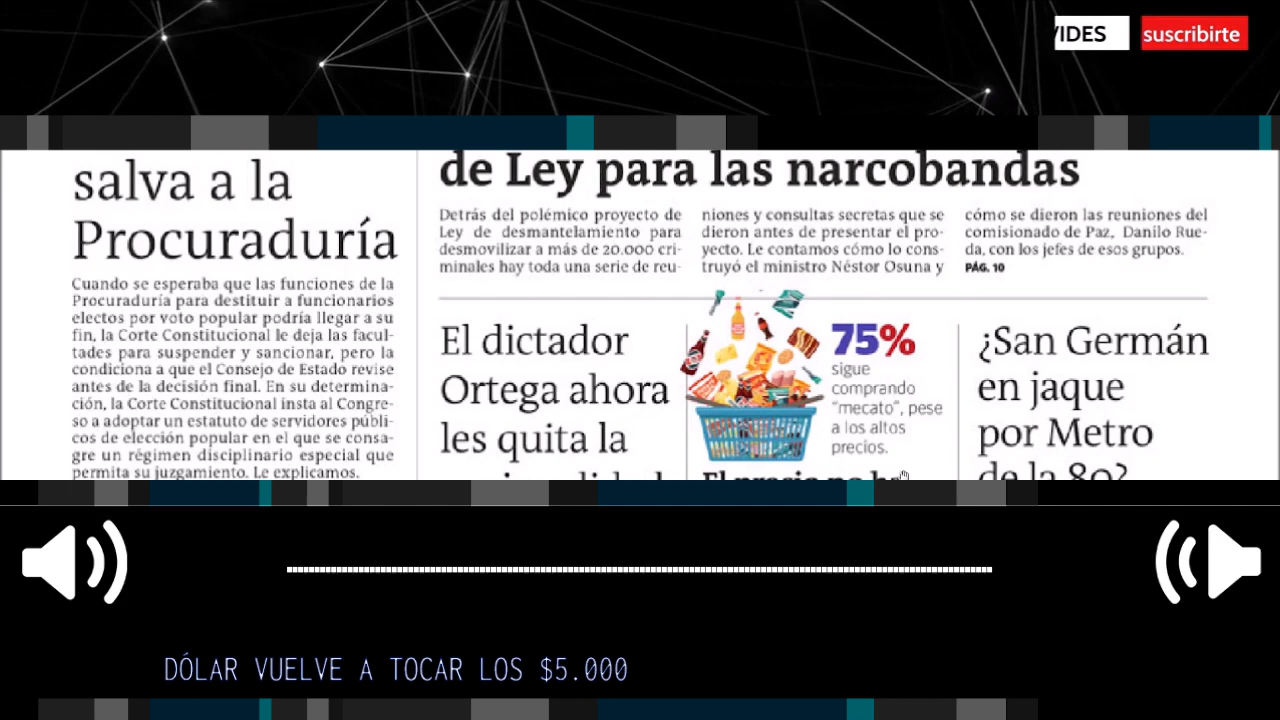 suscribirte
salva a la
Procuraduría
Cuando se esperaba que las funciones de la
Procuraduría para destituir a funcionarios
electos por voto popular podría llegar a su
fin, la Corte Constitucional le deja las facul-
tades para suspender y sancionar, pero la
condiciona a que el Consejo de Estado revise
antes de la decisión final. En su determina-
ción, la Corte Constitucional insta al Congre-
so a adoptar un estatuto de servidores públi-
cos de elección popular en el que se consa-
gre un régimen disciplinario especial que
permita su juzgamiento. Le explicamos.
de Ley para las narcobandas
Detrás del polémico proyecto de
Ley de desmantelamiento para
desmovilizar a más de 20.000 cri-
minales hay toda una serie de reu-
niones y consultas secretas que se
dieron antes de presentar el pro-
yecto. Le contamos cómo lo cons-
truyó el ministro Néstor Osuna y
cómo se dieron las reuniones del
comisionado de Paz, Danilo Rue-
da, con los jefes de esos grupos.
PÁG. 10
El dictador
Ortega ahora
les quita la
75%
sigue
comprando
“mecato”, pese
a los altos
precios.
El precio no ha
¿San Germán
en jaque
por Metro
de la 80?
DÓLAR VUELVE A TOCAR LOS $5.000